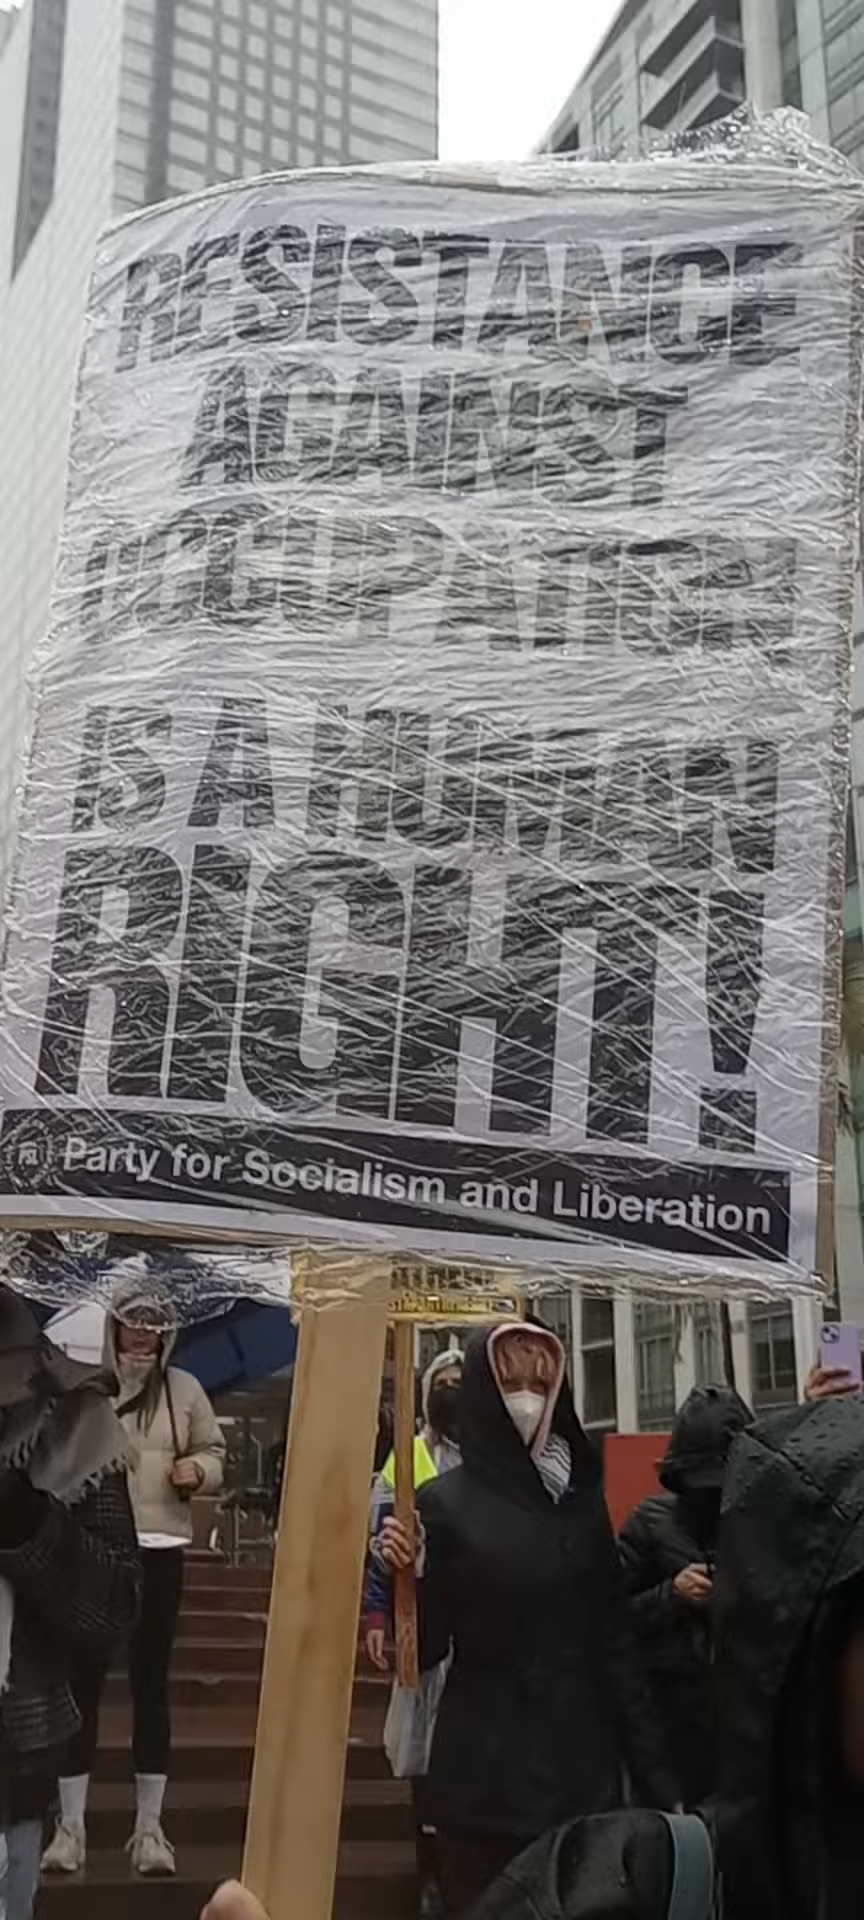 RESISTANCE
AGAINST
OCCUPATION
IS A HUMAN
RIGHT!
Party for Socialism and Liberation